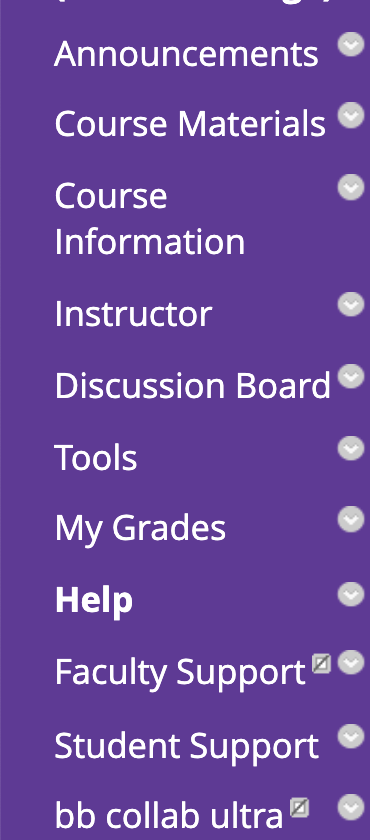 Announcements
Course Materials
Course
Information
Instructor
Discussion Board
Tools
My Grades
Help
Faculty Support
Student Support
bb collab ultra